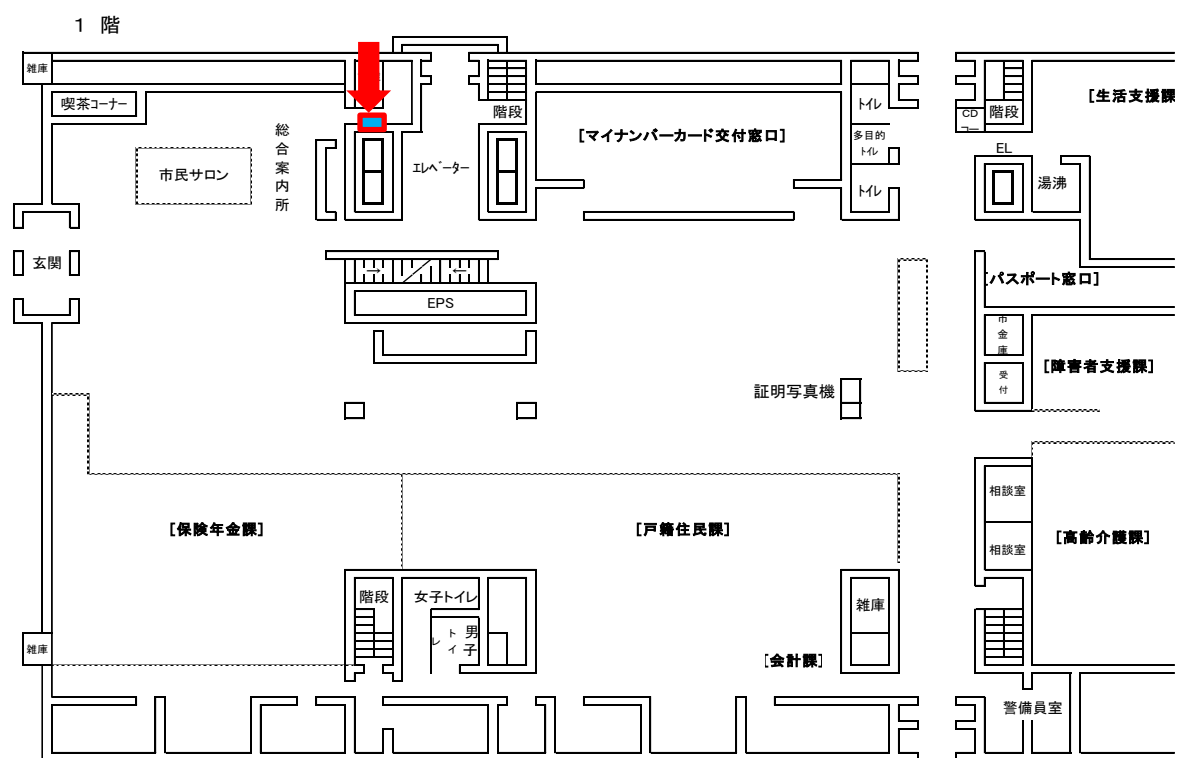 1 階
雑庫
喫茶コーナー
市民サロン
総合案内所
エレベーター
階段
[マイナンバーカード交付窓口]
トイレ
多目的
トイレ
トイレ
CD
コー
階段
[生活支援課
EL
湯沸
玄関
→
←
EPS
[パスポート窓口]
市金庫
受付
[障害者支援課]
証明写真機
[保険年金課]
[戸籍住民課]
相談室
相談室
[高齢介護課]
階段
女子トイレ
男子
トイレ
雑庫
雑庫
[会計課]
警備員室